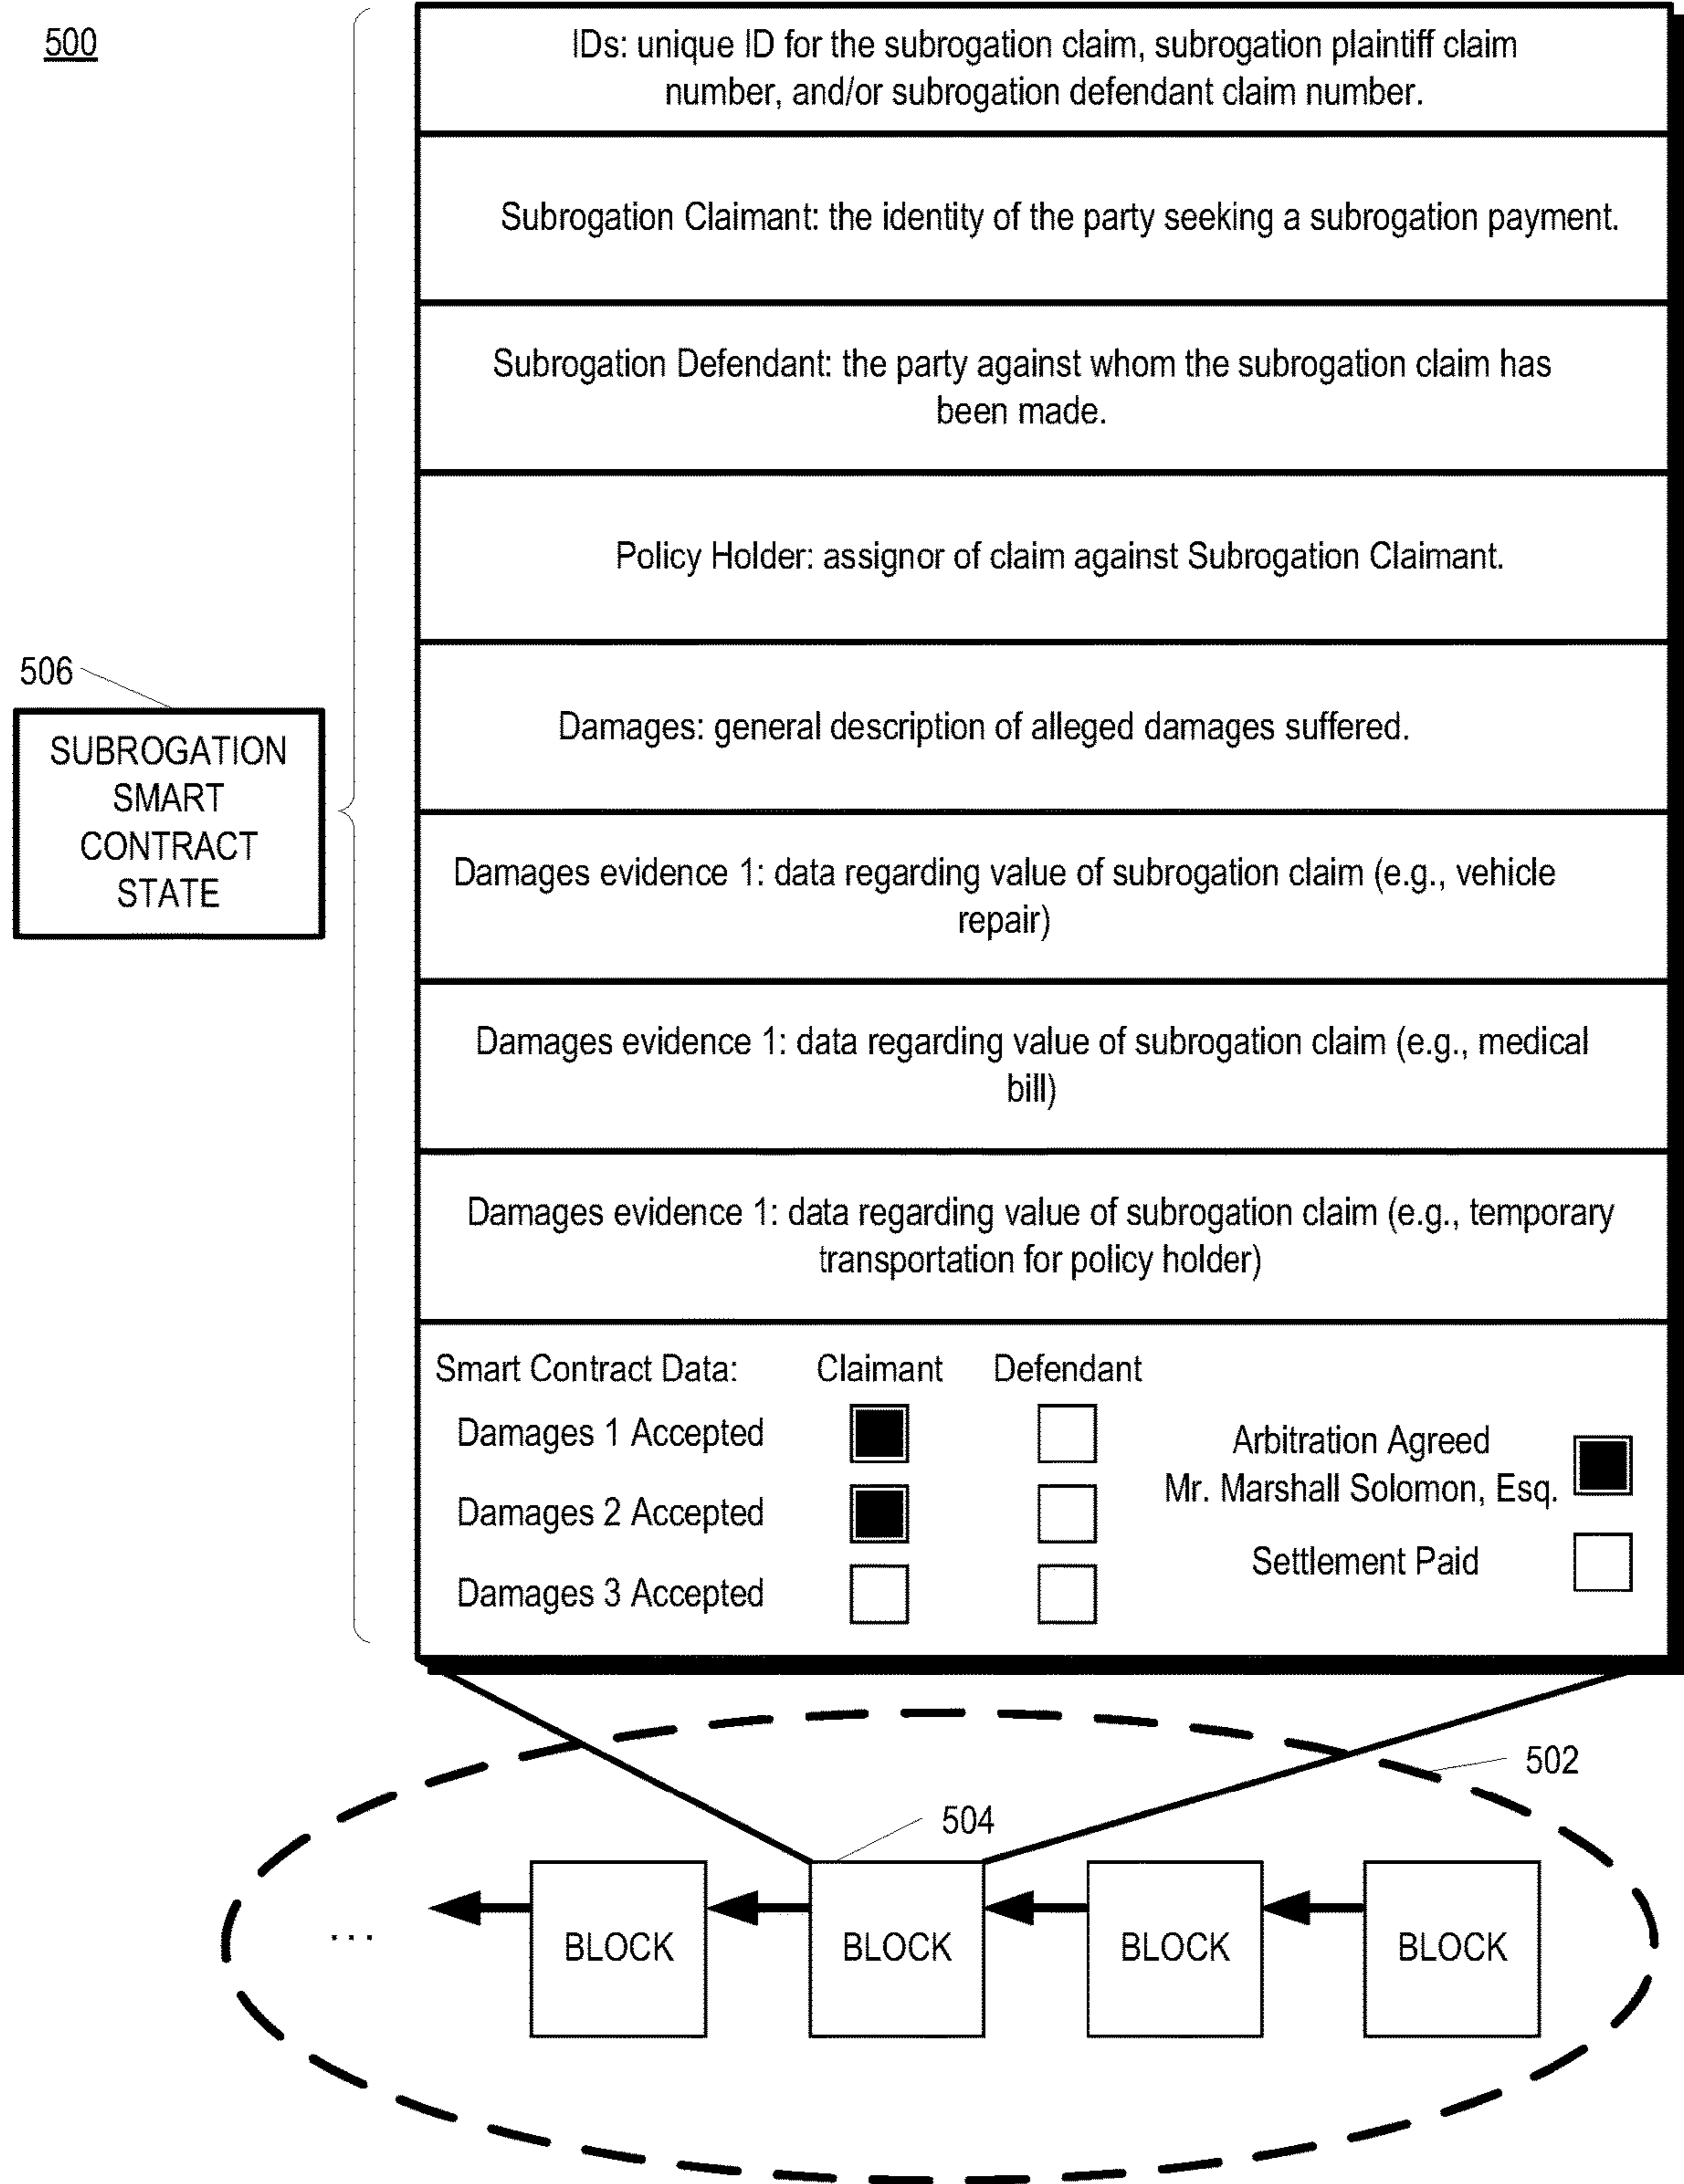 500
IDs: unique ID for the subrogation claim, subrogation plaintiff claim
number, and/or subrogation defendant claim number.
Subrogation Claimant: the identity of the party seeking a subrogation payment.
Subrogation Defendant: the party against whom the subrogation claim has
been made.
Policy Holder: assignor of claim against Subrogation Claimant.
506
SUBROGATION
SMART
CONTRACT
STATE
Damages: general description of alleged damages suffered.
Damages evidence 1: data regarding value of subrogation claim (e.g., vehicle
repair)
Damages evidence 1: data regarding value of subrogation claim (e.g., medical
bill)
Damages evidence 1: data regarding value of subrogation claim (e.g., temporary
transportation for policy holder)
Smart Contract Data: Claimant Defendant
Damages 1 Accepted
Damages 2 Accepted
Damages 3 Accepted
Arbitration Agreed
Mr. Marshall Solomon, Esq.
Settlement Paid
502
504
... BLOCK BLOCK BLOCK BLOCK